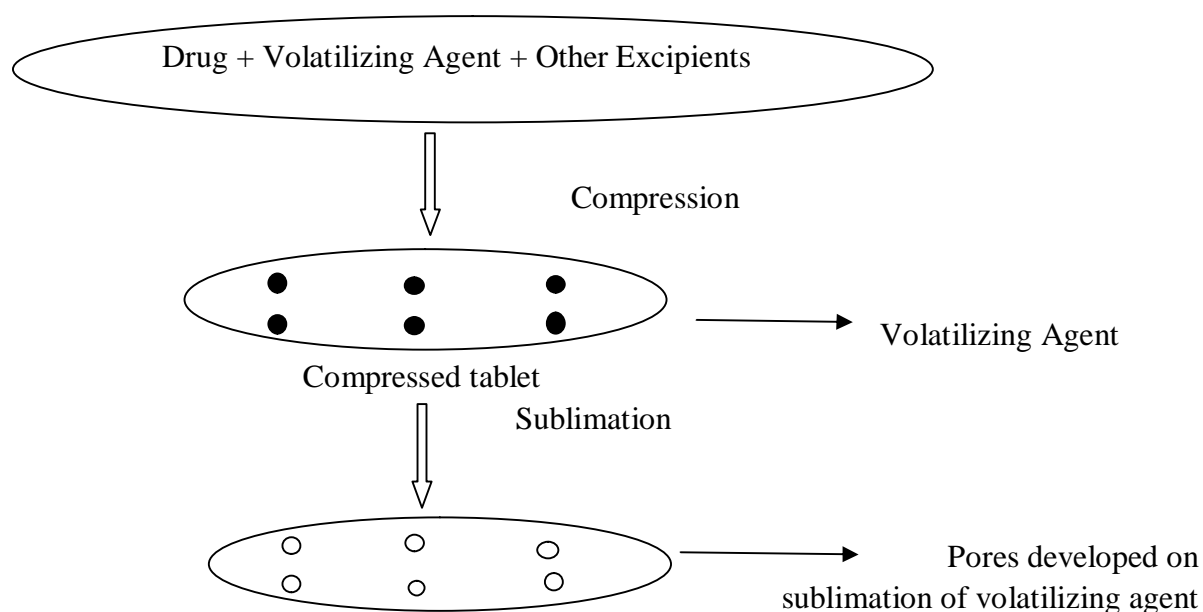 Drug + Volatilizing Agent + Other Excipients
Compression
Volatilizing Agent
Compressed tablet
Sublimation
Pores developed on
sublimation of volatilizing agent